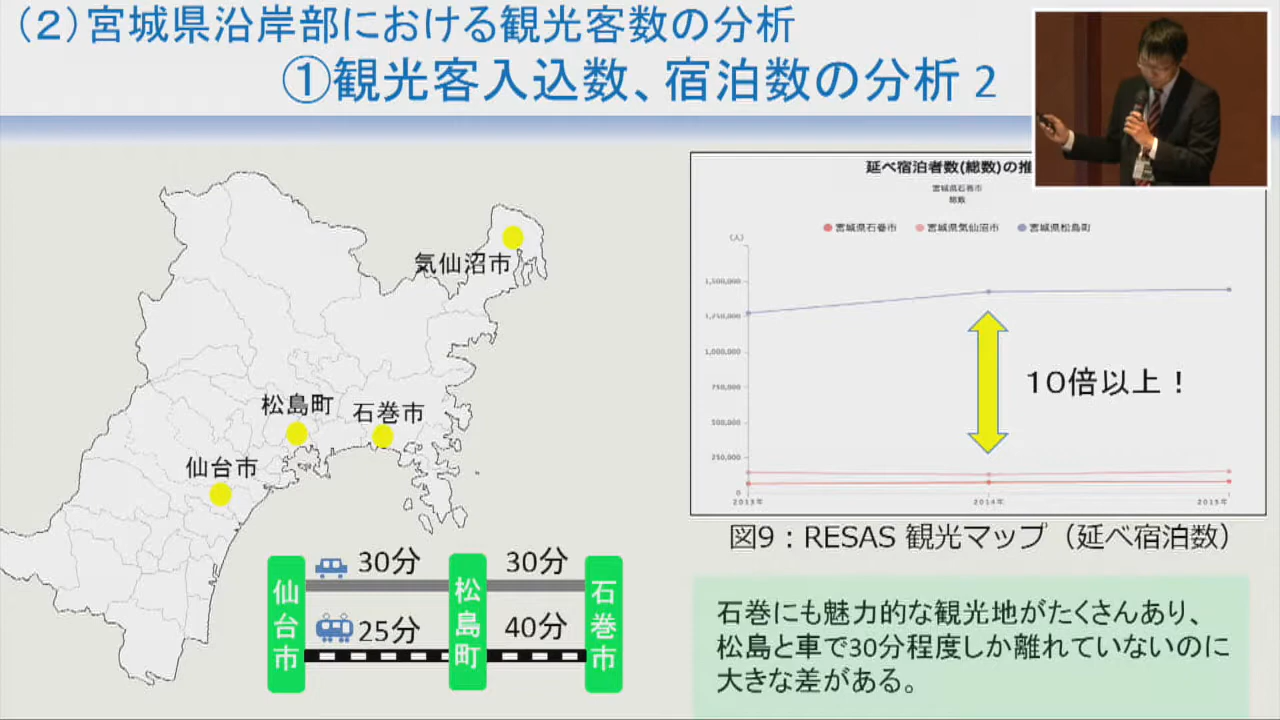 （２）宮城県沿岸部における観光客数の分析
①観光客入込数、宿泊数の分析２
気仙沼市
松島町
石巻市
仙台市
30分
30分
25分
40分
仙台市
松島町
石巻市
延べ宿泊者数(総数)の推
宮城県石巻市
総数
宮城県石巻市
宮城県気仙沼市
宮城県松島町
(人)
1,500,000
1,250,000
1,000,000
750,000
500,000
250,000
0
2013年
2014年
2015年
１０倍以上！
図9：RESAS 観光マップ（延べ宿泊数）
石巻にも魅力的な観光地がたくさんあり、
松島と車で30分程度しか離れていないのに
大きな差がある。